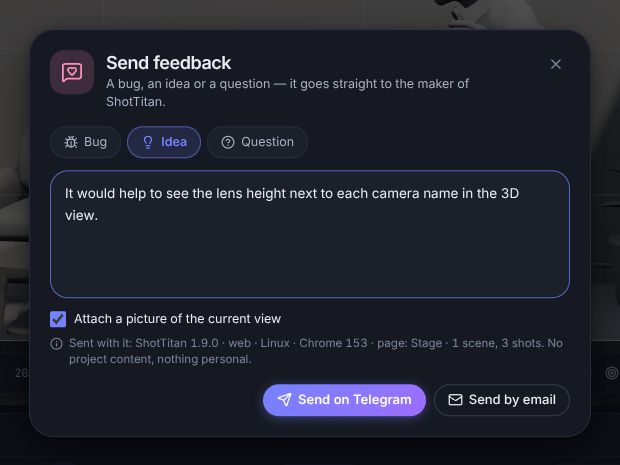 Send feedback
A bug, an idea or a question — it goes straight to the maker of
ShotTitan.
Bug
Idea
Question
It would help to see the lens height next to each camera name in the 3D
view.
Attach a picture of the current view
Sent with it: ShotTitan 1.9.0 · web · Linux · Chrome 153 · page: Stage · 1 scene, 3 shots. No
project content, nothing personal.
Send on Telegram
Send by email